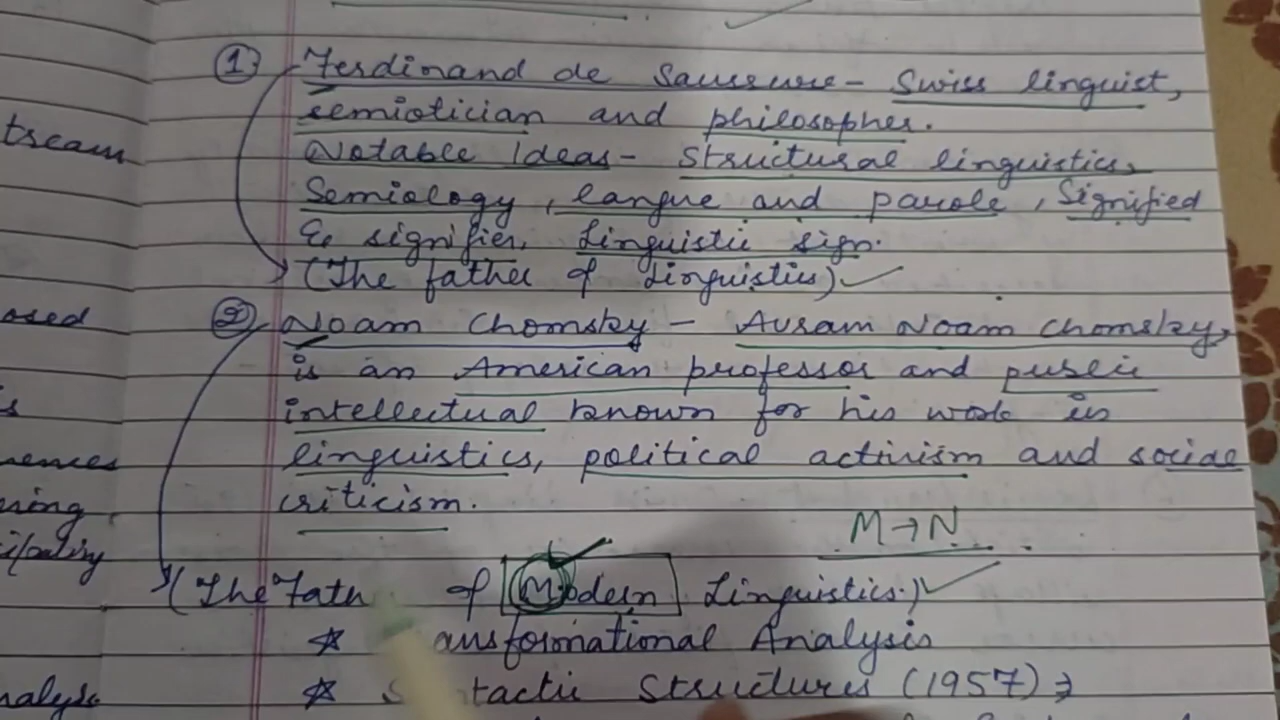 ① Ferdinand de Saussure - Swiss linguist,
semiotician and philosopher.
Notable Ideas - Structural linguistics,
Semiology, langue and parole, Signified
& signifier, Linguistic sign.
(The father of Linguistics) ✓
② Noam Chomsky - Avram Noam Chomsky,
is an American professor and public
intellectual known for his work in
linguistics, political activism and social
criticism.
M → N
(The Fath of Modern Linguistics.) ✓
☆ ansformational Analysis
☆ S tactic Structures (1957) ;